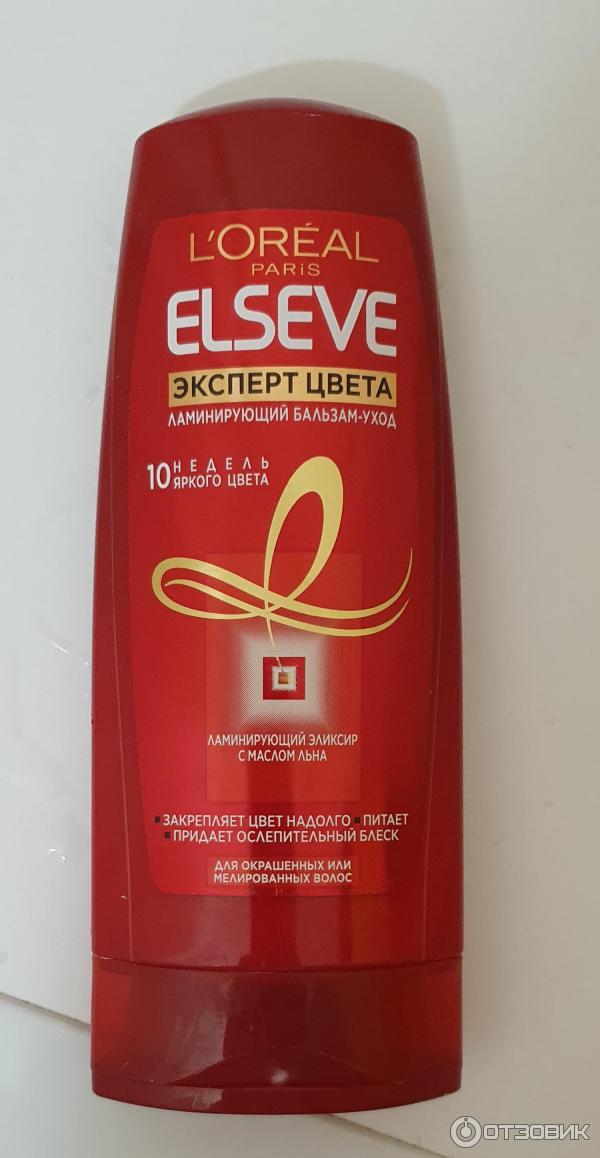 L'ORÉAL
PARIS
ELSEVE
ЭКСПЕРТ ЦВЕТА
ЛАМИНИРУЮЩИЙ БАЛЬЗАМ-УХОД
10 НЕДЕЛЬ
ЯРКОГО ЦВЕТА
ЛАМИНИРУЮЩИЙ ЭЛИКСИР
С МАСЛОМ ЛЬНА
▪ЗАКРЕПЛЯЕТ ЦВЕТ НАДОЛГО ▪ПИТАЕТ
▪ПРИДАЕТ ОСЛЕПИТЕЛЬНЫЙ БЛЕСК
ДЛЯ ОКРАШЕННЫХ ИЛИ
МЕЛИРОВАННЫХ ВОЛОС
ОТЗОВИК